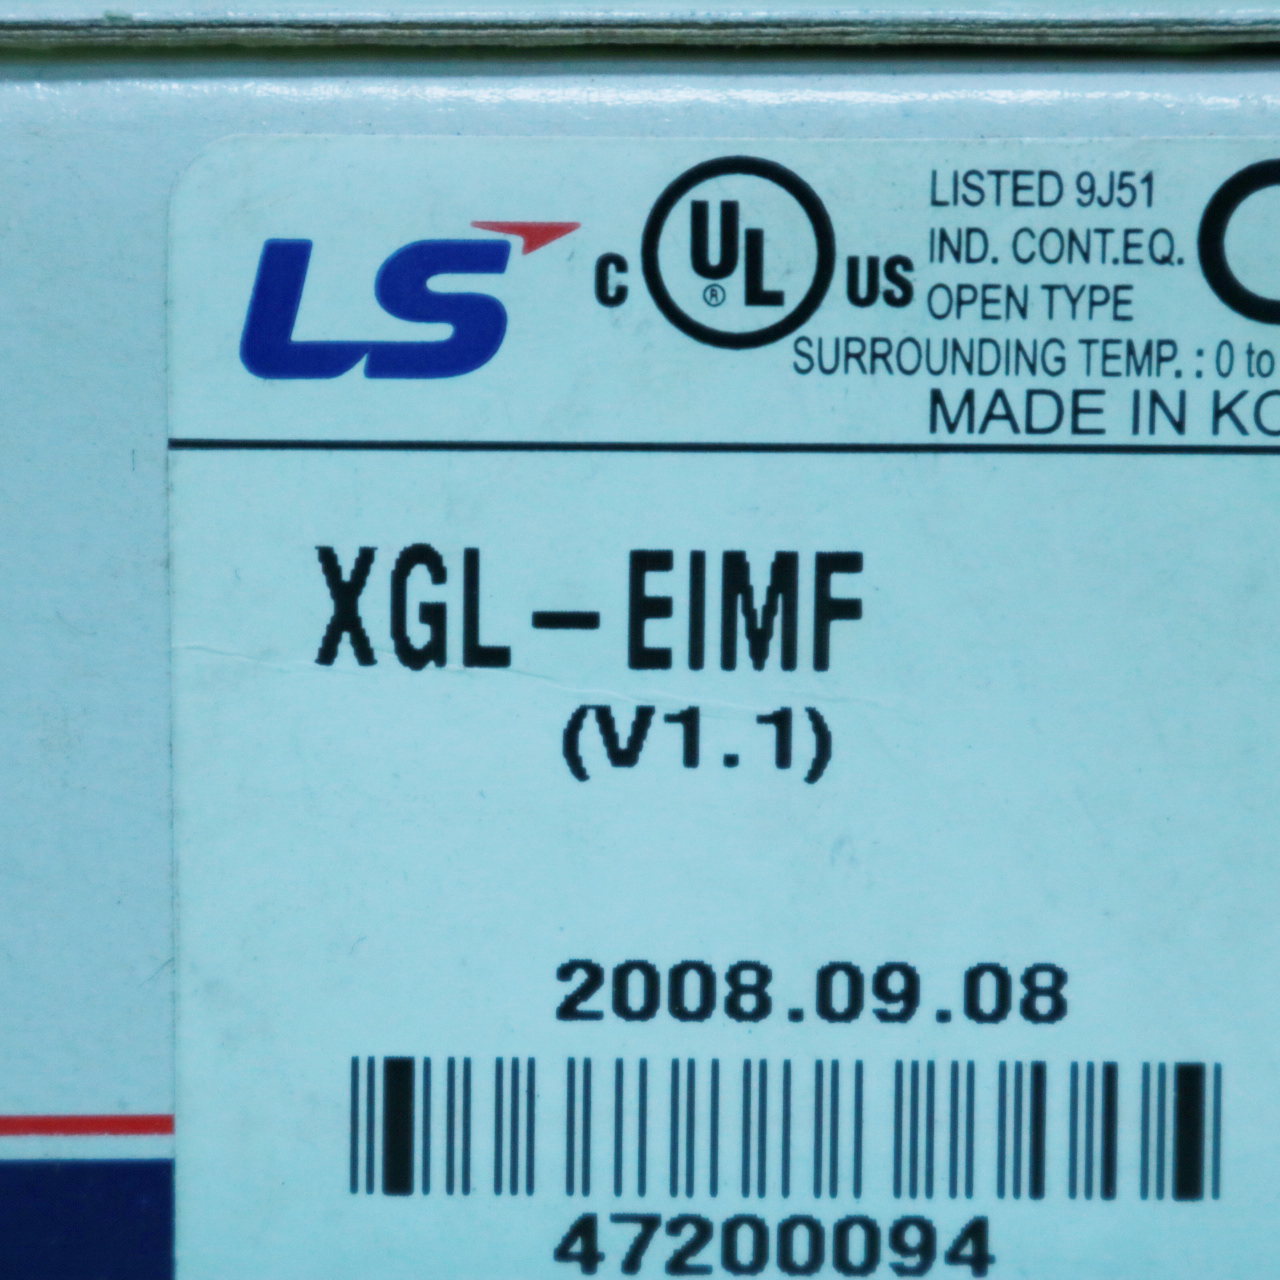 LS
C UL US
®
LISTED 9J51
IND. CONT.EQ.
OPEN TYPE
SURROUNDING TEMP. : 0 to
MADE IN KO
XGL-EIMF
(V1.1)
2008.09.08
47200094